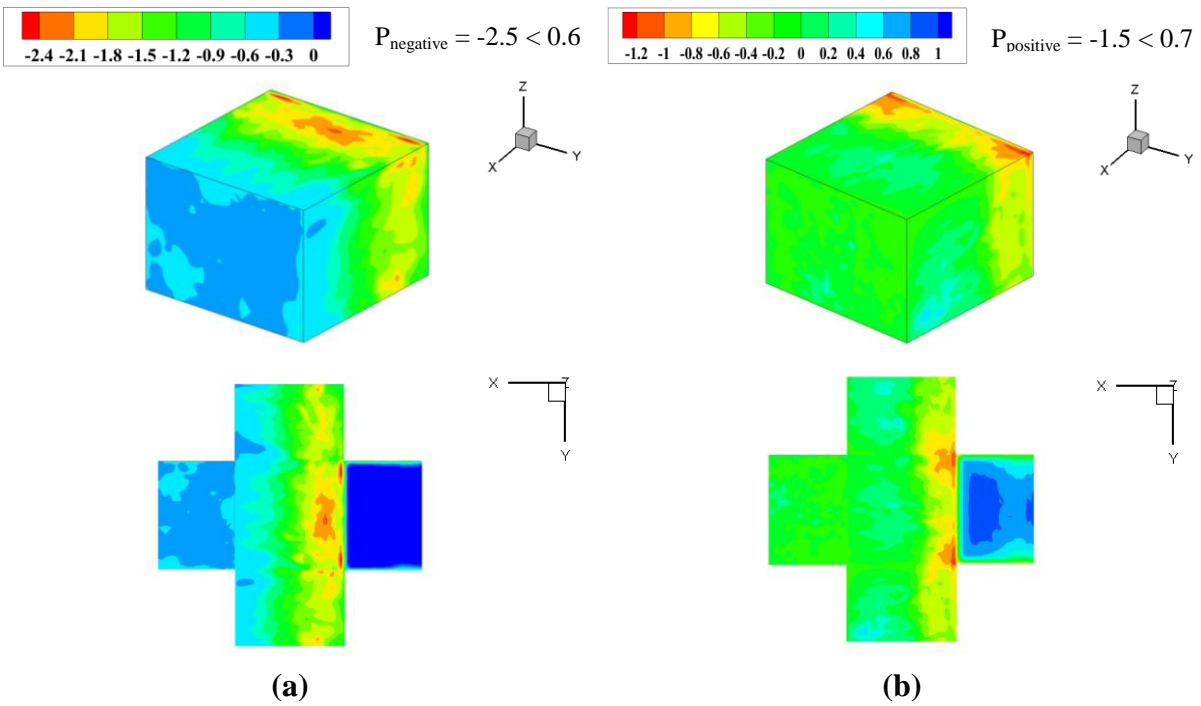 -2.4 -2.1 -1.8 -1.5 -1.2 -0.9 -0.6 -0.3 0
Pnegative = -2.5 < 0.6
-1.2 -1 -0.8 -0.6 -0.4 -0.2 0 0.2 0.4 0.6 0.8 1
Ppositive = -1.5 < 0.7
Z
X
Y
Z
X
Y
X
Z
Y
X
Z
Y
(a)
(b)